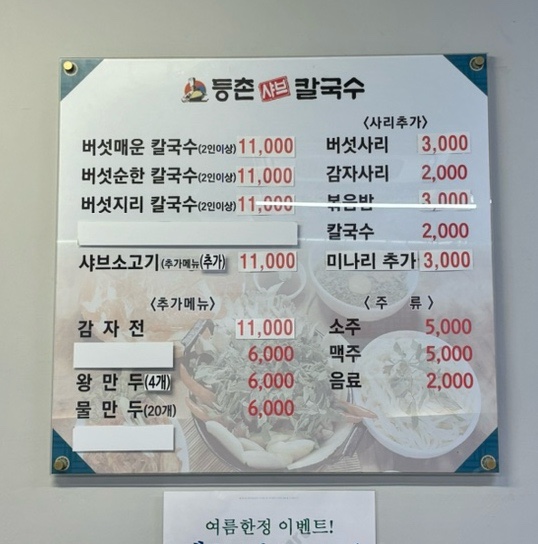 등촌 샤브 칼국수
버섯매운 칼국수(2인이상) 11,000
버섯순한 칼국수(2인이상) 11,000
버섯지리 칼국수(2인이상) 11,000
샤브소고기(추가메뉴(추가) 11,000
〈추가메뉴〉
감 자 전 11,000
6,000
왕 만 두(4개) 6,000
물 만 두(20개) 6,000
〈사리추가〉
버섯사리 3,000
감자사리 2,000
볶음밥 3,000
칼국수 2,000
미나리 추가 3,000
〈 주 류 〉
소주 5,000
맥주 5,000
음료 2,000
여름한정 이벤트!